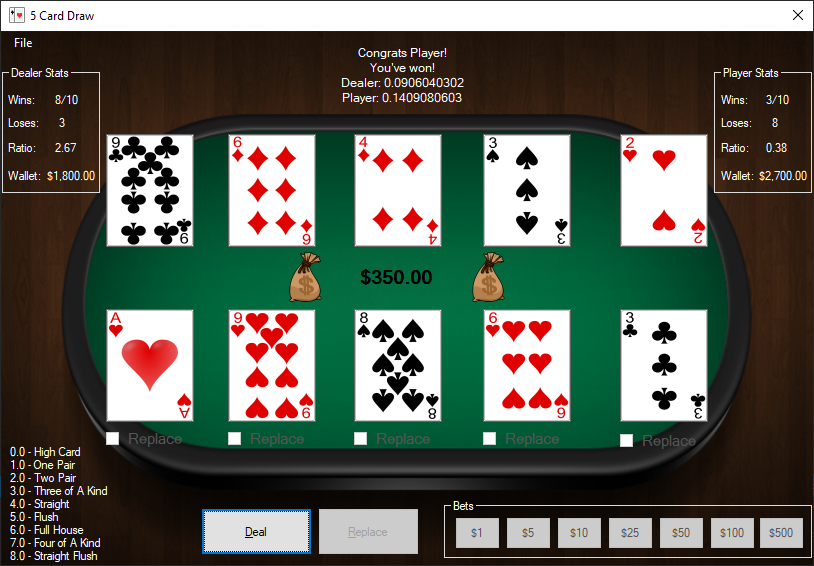 5 Card Draw
File
Congrats Player!
You've won!
Dealer: 0.0906040302
Player: 0.1409080603
Dealer Stats
Wins: 8/10
Loses: 3
Ratio: 2.67
Wallet: $1,800.00
Player Stats
Wins: 3/10
Loses: 8
Ratio: 0.38
Wallet: $2,700.00
9 6 4 3 2
9 6 4 3 2
$350.00
A 9 8 6 3
A 9 8 6 3
Replace Replace Replace Replace Replace
0.0 - High Card
1.0 - One Pair
2.0 - Two Pair
3.0 - Three of A Kind
4.0 - Straight
5.0 - Flush
6.0 - Full House
7.0 - Four of A Kind
8.0 - Straight Flush
Deal Replace
Bets
$1 $5 $10 $25 $50 $100 $500